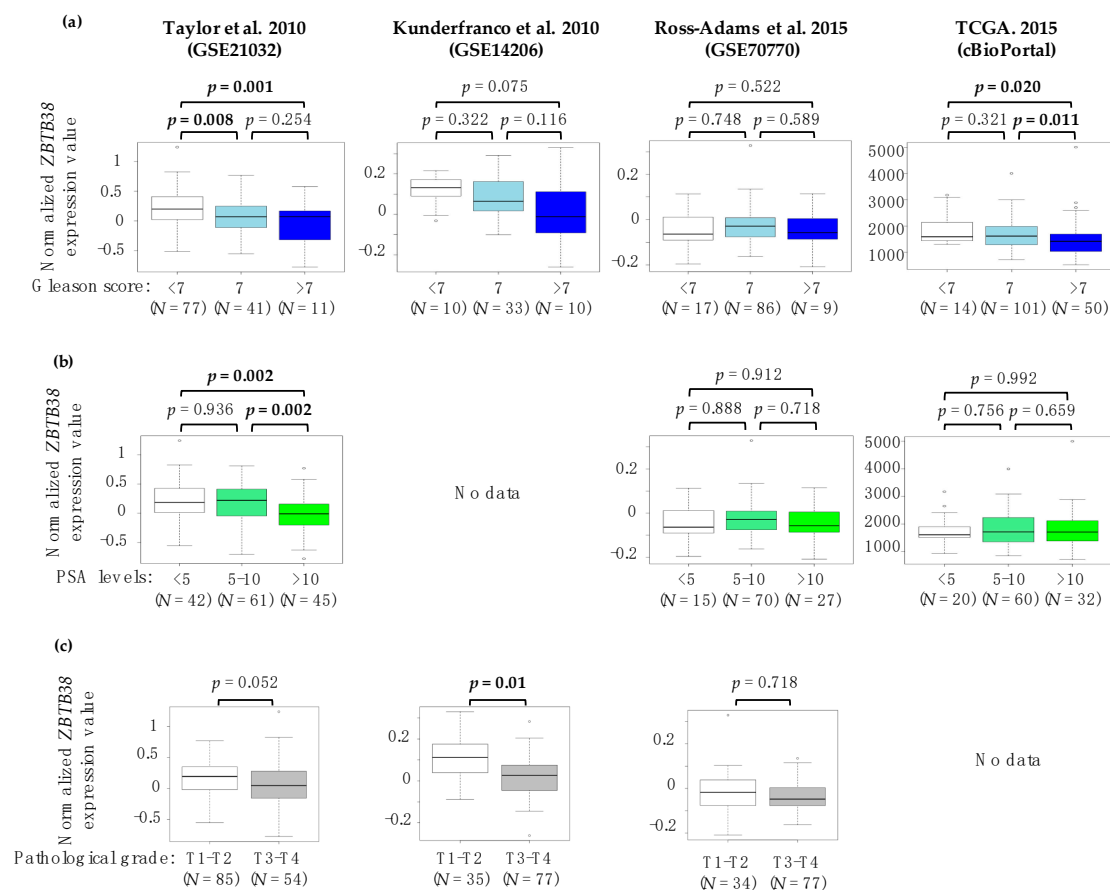 (a)
Taylor et al. 2010 Kunderfranco et al. 2010 Ross-Adams et al. 2015 TCGA. 2015
(GSE21032) (GSE14206) (GSE70770) (cBioPortal)
p = 0.001 p = 0.075 p = 0.522 p = 0.020
p = 0.008 p = 0.254 p = 0.322 p = 0.116 p = 0.748 p = 0.589 p = 0.321 p = 0.011
Normalized ZBTB38
expression value
1
0.5
0
-0.5
0.2
0
0.2
0.2
0
-0.2
5000
4000
3000
2000
1000
Gleason score: <7 7 >7 <7 7 >7 <7 7 >7 <7 7 >7
(N = 77) (N = 41) (N = 11) (N = 10) (N = 33) (N = 10) (N = 17) (N = 86) (N = 9) (N = 14) (N = 101) (N = 50)
(b)
p = 0.002 p = 0.912 p = 0.992
p = 0.936 p = 0.002 p = 0.888 p = 0.718 p = 0.756 p = 0.659
Normalized ZBTB38
expression value
1
0.5
0
-0.5
No data
0.2
0
-0.2
5000
4000
3000
2000
1000
PSA levels: <5 5-10 >10 <5 5-10 >10 <5 5-10 >10
(N = 42) (N = 61) (N = 45) (N = 15) (N = 70) (N = 27) (N = 20) (N = 60) (N = 32)
(c)
p = 0.052 p = 0.01 p = 0.718
Normalized ZBTB38
expression value
1
0.5
0
-0.5
0.2
0
-0.2
0.2
0
-0.2
No data
Pathological grade: T1-T2 T3-T4 T1-T2 T3-T4 T1-T2 T3-T4
(N = 85) (N = 54) (N = 35) (N = 77) (N = 34) (N = 77)